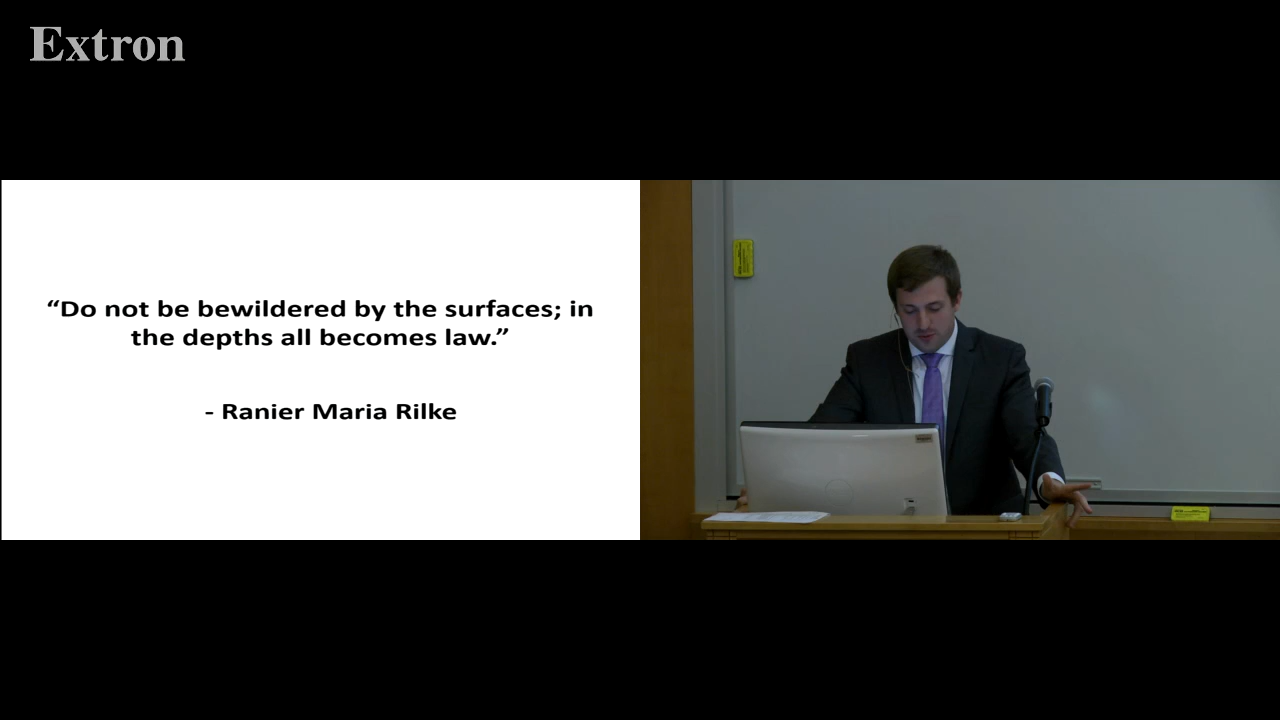 Extron
“Do not be bewildered by the surfaces; in
the depths all becomes law.”
- Ranier Maria Rilke